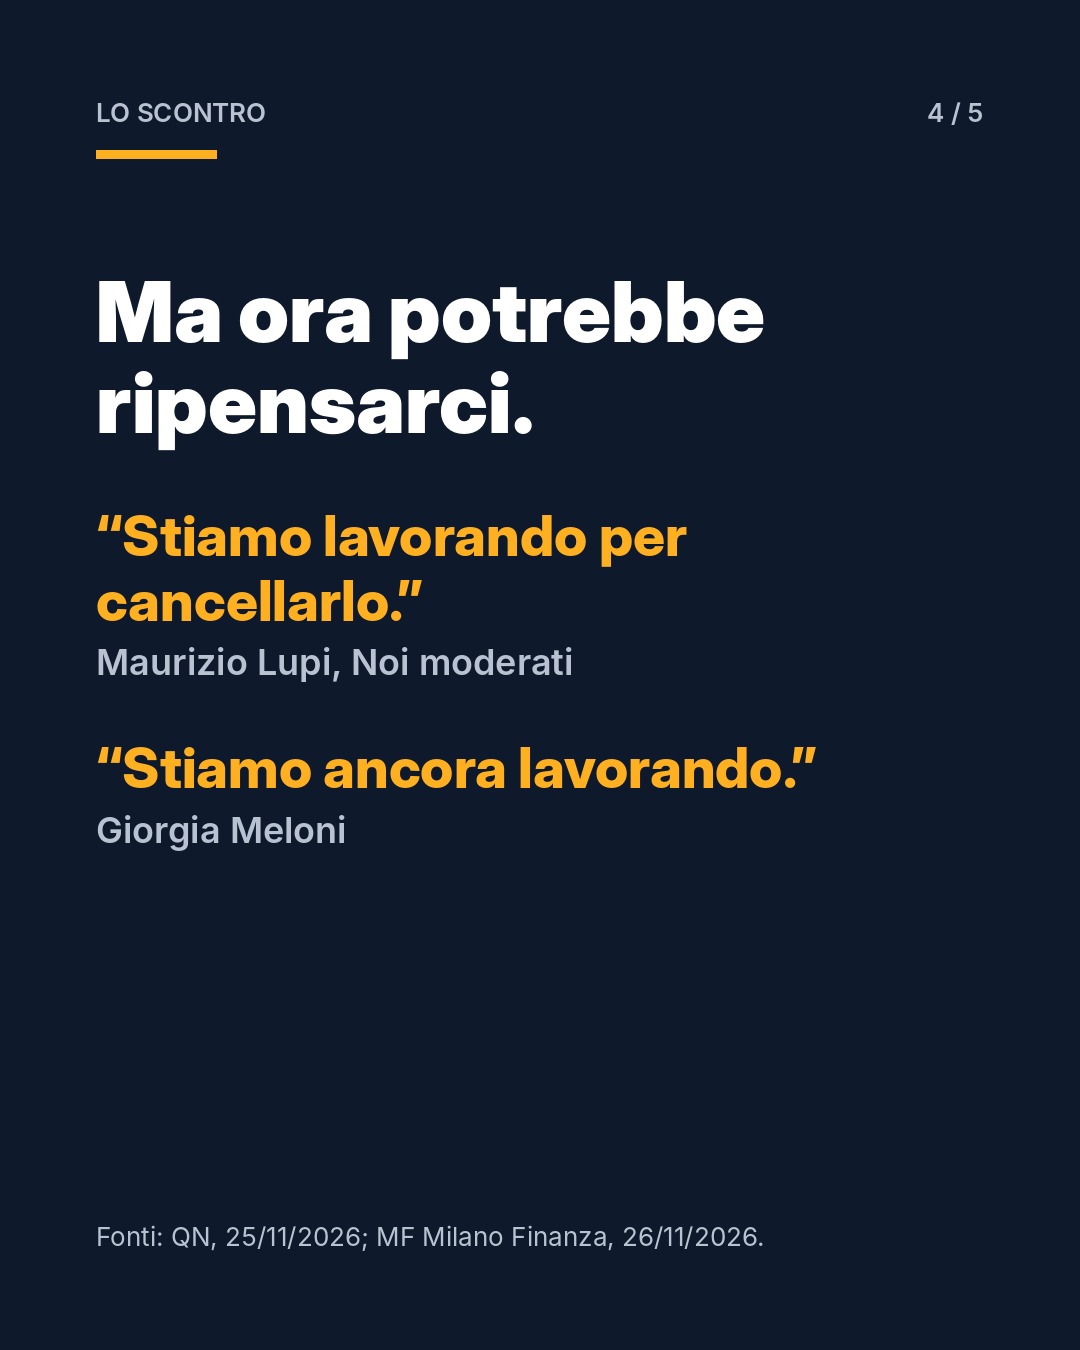 LO SCONTRO
4 / 5
Ma ora potrebbe
ripensarci.
“Stiamo lavorando per
cancellarlo.”
Maurizio Lupi, Noi moderati
“Stiamo ancora lavorando.”
Giorgia Meloni
Fonti: QN, 25/11/2026; MF Milano Finanza, 26/11/2026.